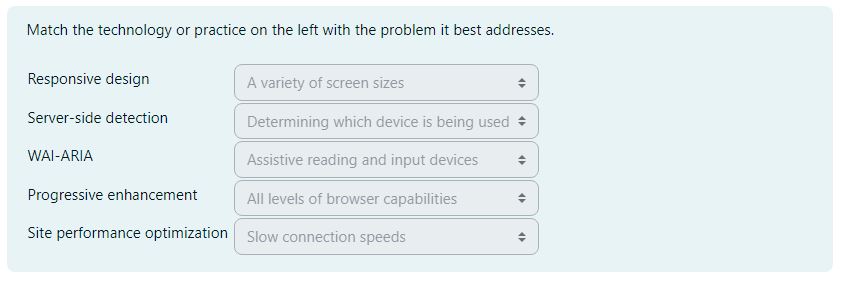 Match the technology or practice on the left with the problem it best addresses.
Responsive design A variety of screen sizes
Server-side detection Determining which device is being used
WAI-ARIA Assistive reading and input devices
Progressive enhancement All levels of browser capabilities
Site performance optimization Slow connection speeds